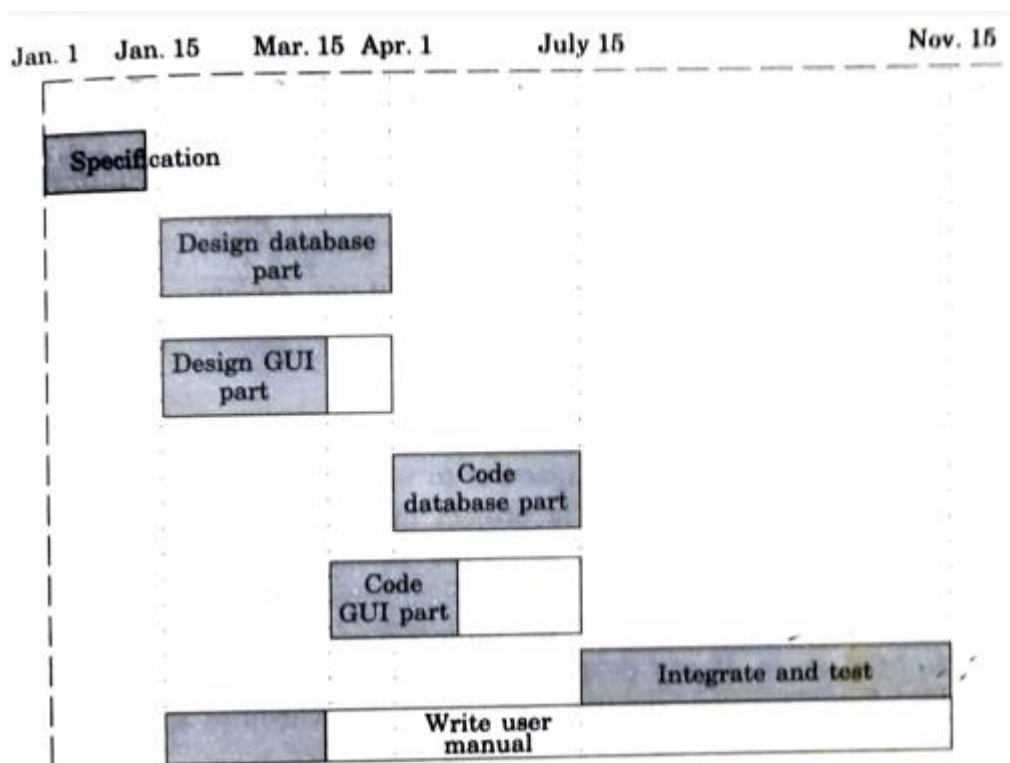 Jan. 1 Jan. 15 Mar. 15 Apr. 1 July 15 Nov. 15
Specification
Design database
part
Design GUI
part
Code
database part
Code
GUI part
Integrate and test
Write user
manual